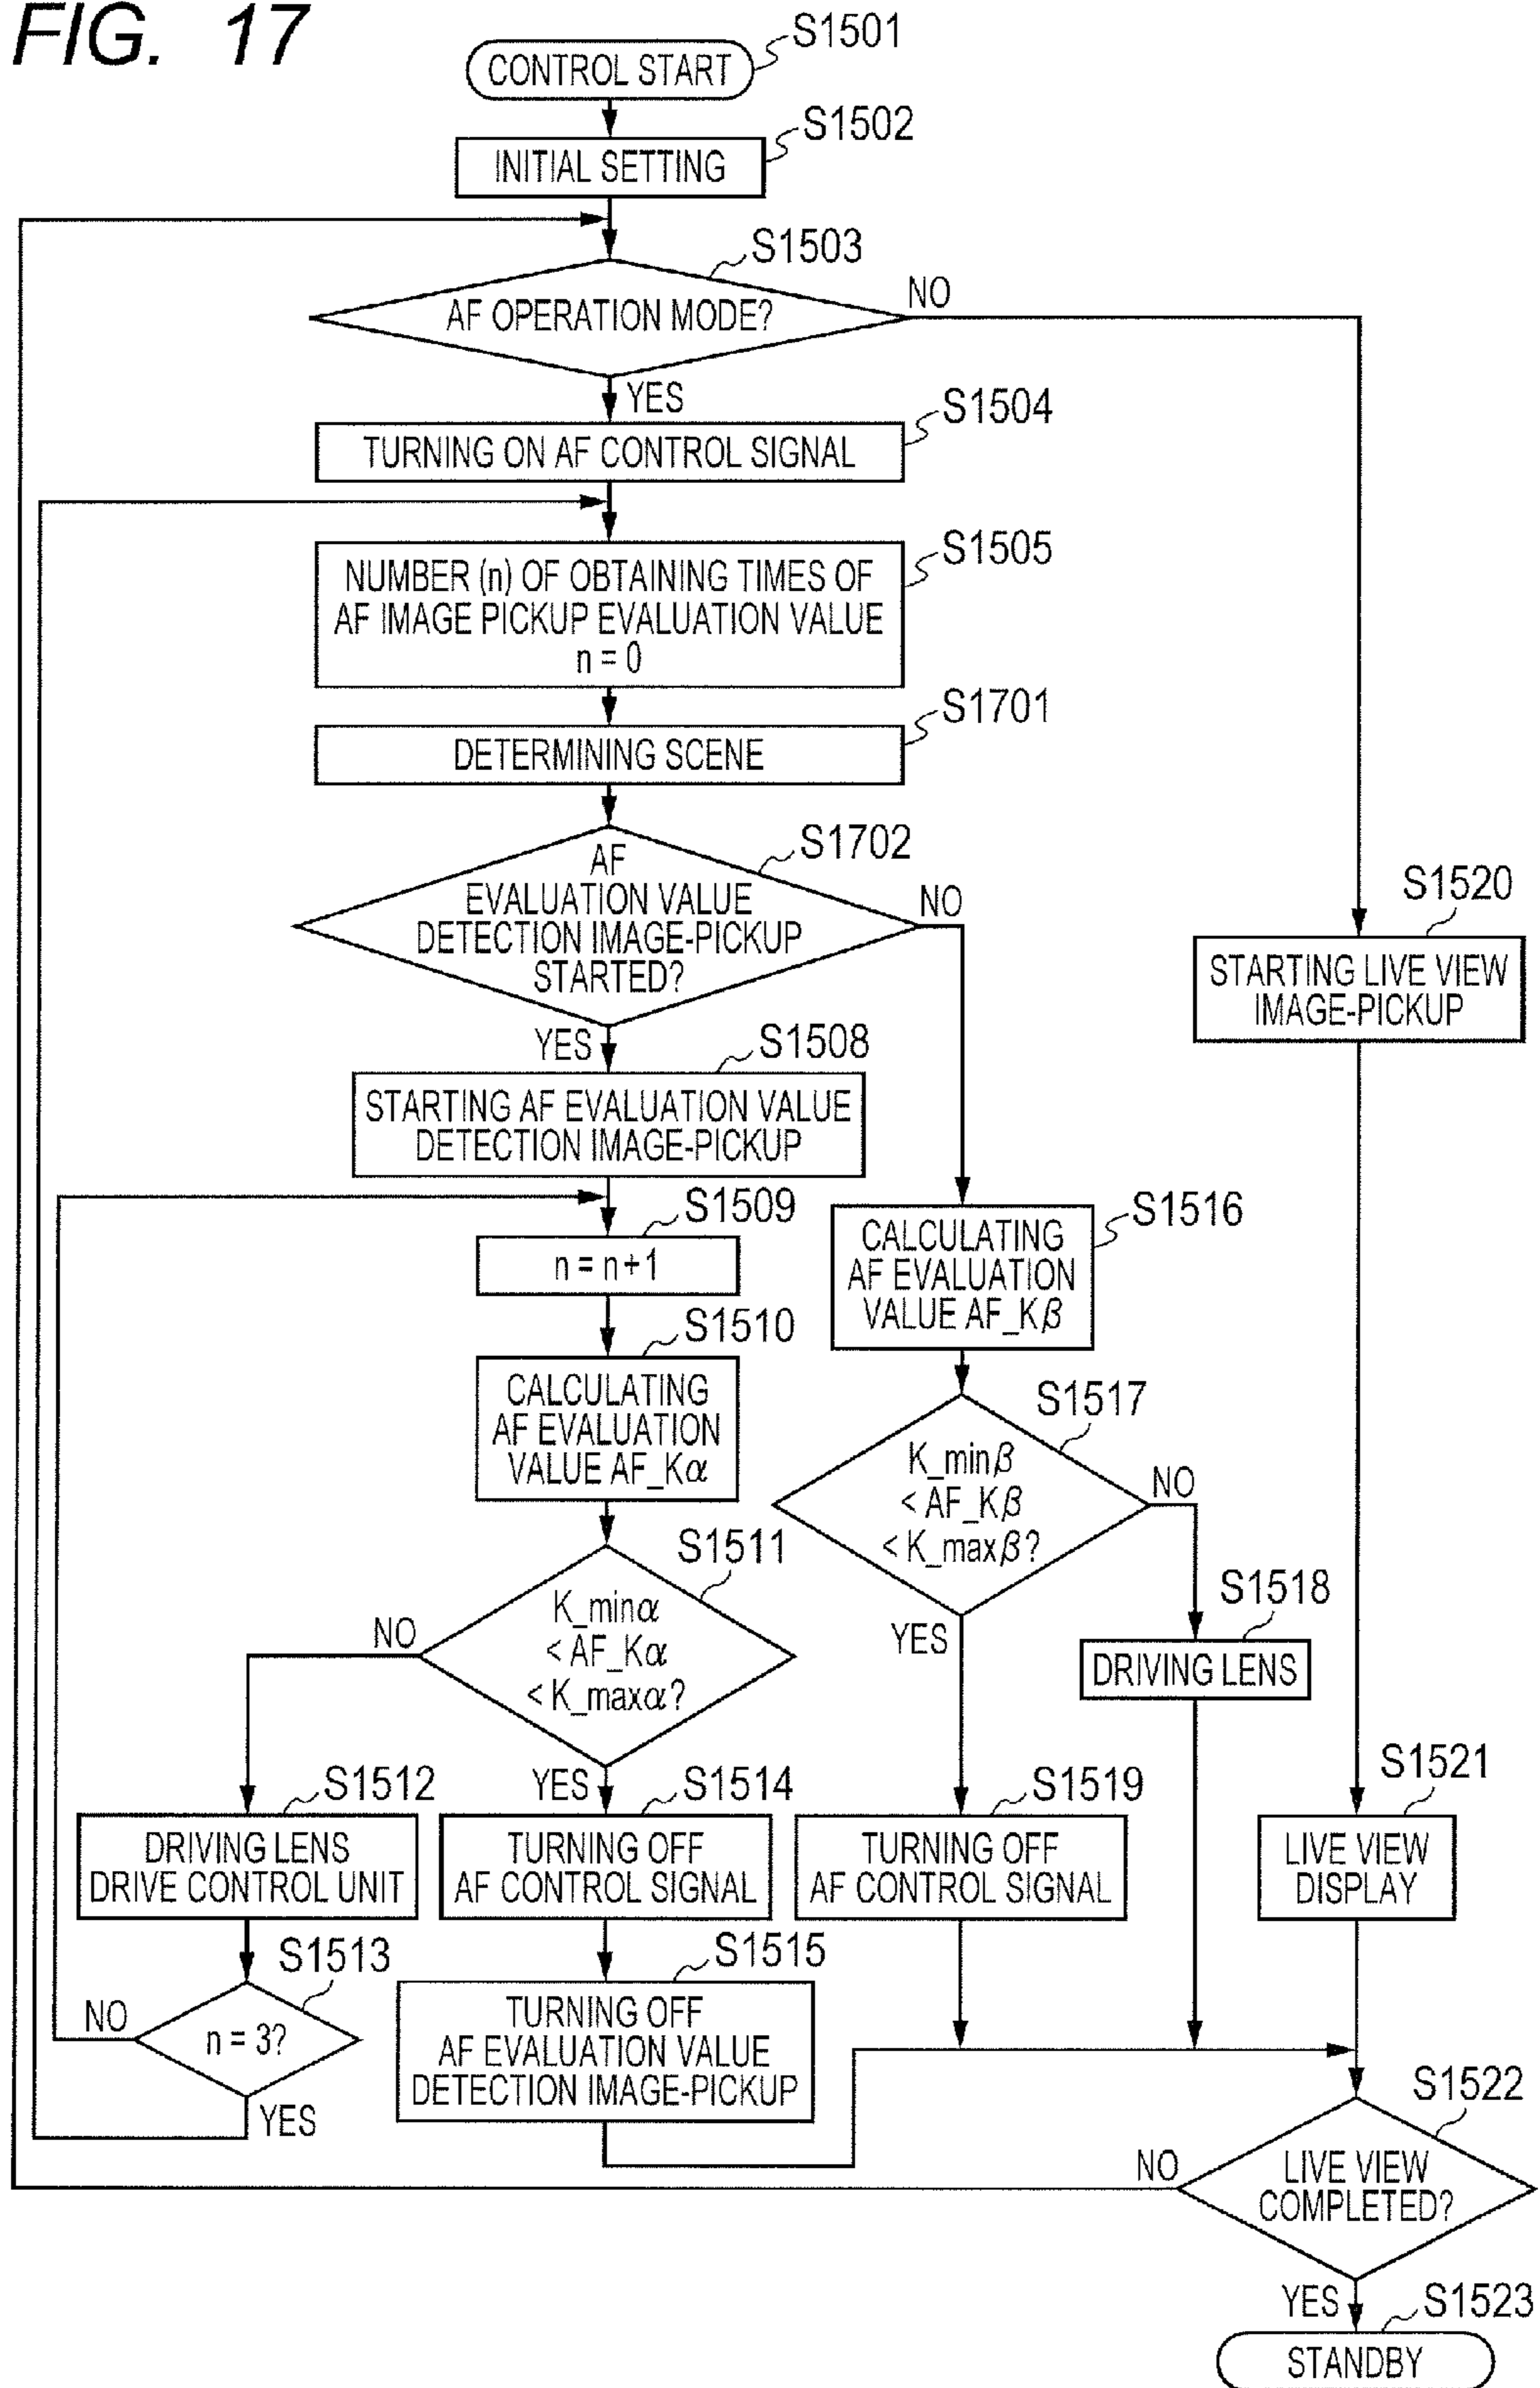 FIG. 17
S1501
CONTROL START
S1502
INITIAL SETTING
S1503
AF OPERATION MODE?
NO
YES
S1504
TURNING ON AF CONTROL SIGNAL
S1505
NUMBER (n) OF OBTAINING TIMES OF
AF IMAGE PICKUP EVALUATION VALUE
n = 0
S1701
DETERMINING SCENE
S1702
AF
EVALUATION VALUE
DETECTION IMAGE-PICKUP
STARTED?
NO
YES
S1520
STARTING LIVE VIEW
IMAGE-PICKUP
S1508
STARTING AF EVALUATION VALUE
DETECTION IMAGE-PICKUP
S1509
n = n+1
S1516
CALCULATING
AF EVALUATION
VALUE AF_Kβ
S1510
CALCULATING
AF EVALUATION
VALUE AF_Kα
S1517
K_minβ
< AF_Kβ
< K_maxβ?
NO
YES
S1511
K_minα
< AF_Kα
< K_maxα?
NO
YES
S1518
DRIVING LENS
S1512
DRIVING LENS
DRIVE CONTROL UNIT
S1514
TURNING OFF
AF CONTROL SIGNAL
S1519
TURNING OFF
AF CONTROL SIGNAL
S1521
LIVE VIEW
DISPLAY
S1513
n = 3?
NO
YES
S1515
TURNING OFF
AF EVALUATION VALUE
DETECTION IMAGE-PICKUP
S1522
LIVE VIEW
COMPLETED?
NO
YES
S1523
STANDBY